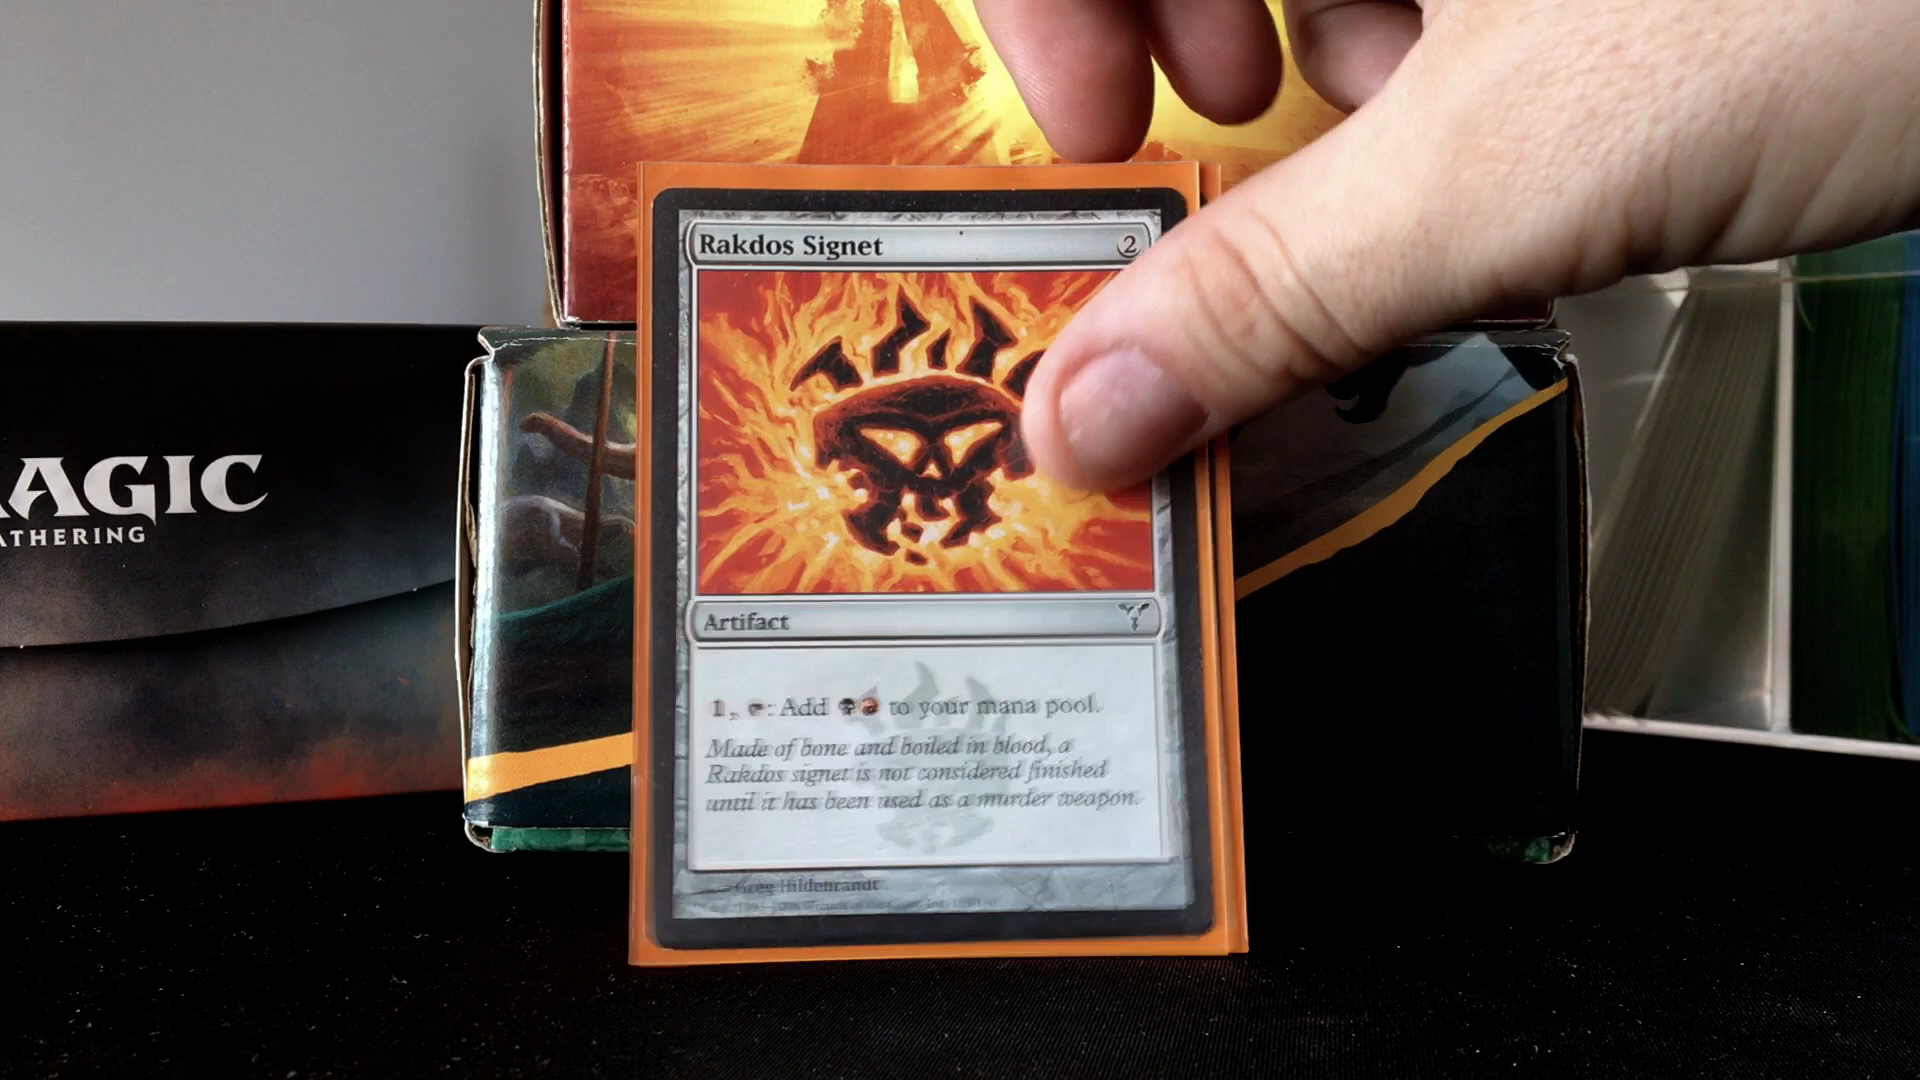 Rakdos Signet 2
AGIC
ATHERING
Artifact
1, : Add to your mana pool.
Made of bone and boiled in blood, a
Rakdos signet is not considered finished
until it has been used as a murder weapon.
Greg Hildebrandt